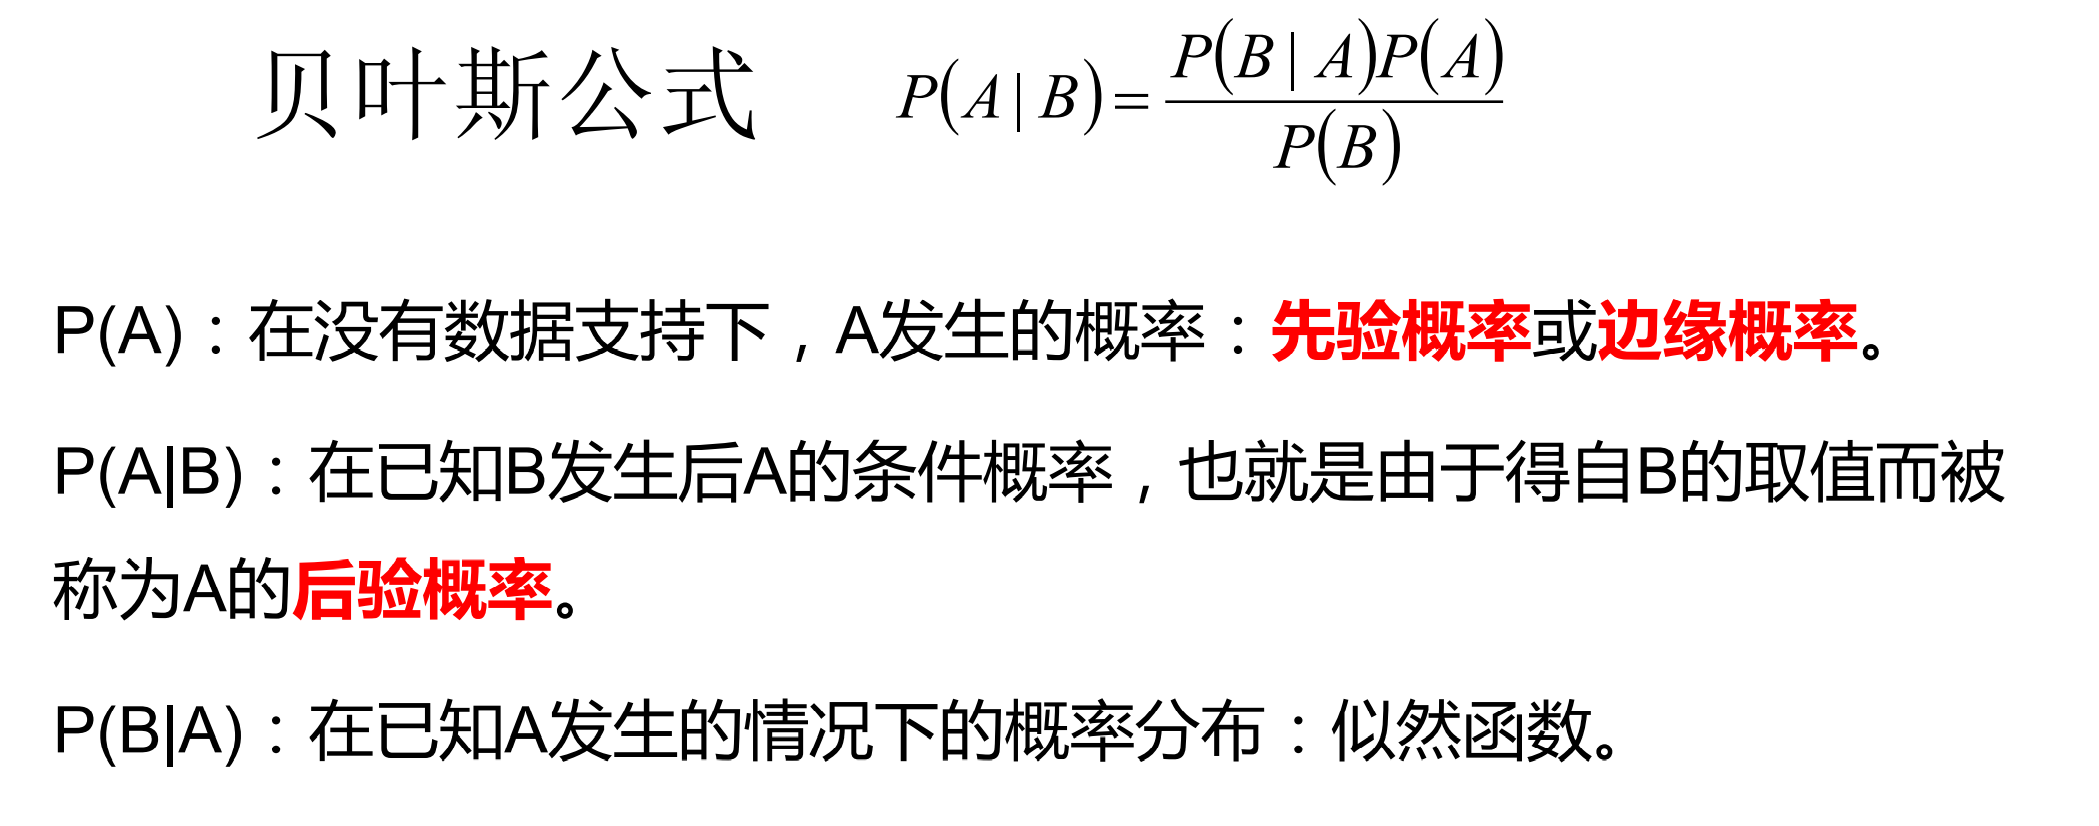 贝叶斯公式 P(A | B) = P(B | A)P(A) / P(B)
P(A)：在没有数据支持下，A发生的概率：先验概率或边缘概率。
P(A|B)：在已知B发生后A的条件概率，也就是由于得自B的取值而被
称为A的后验概率。
P(B|A)：在已知A发生的情况下的概率分布：似然函数。